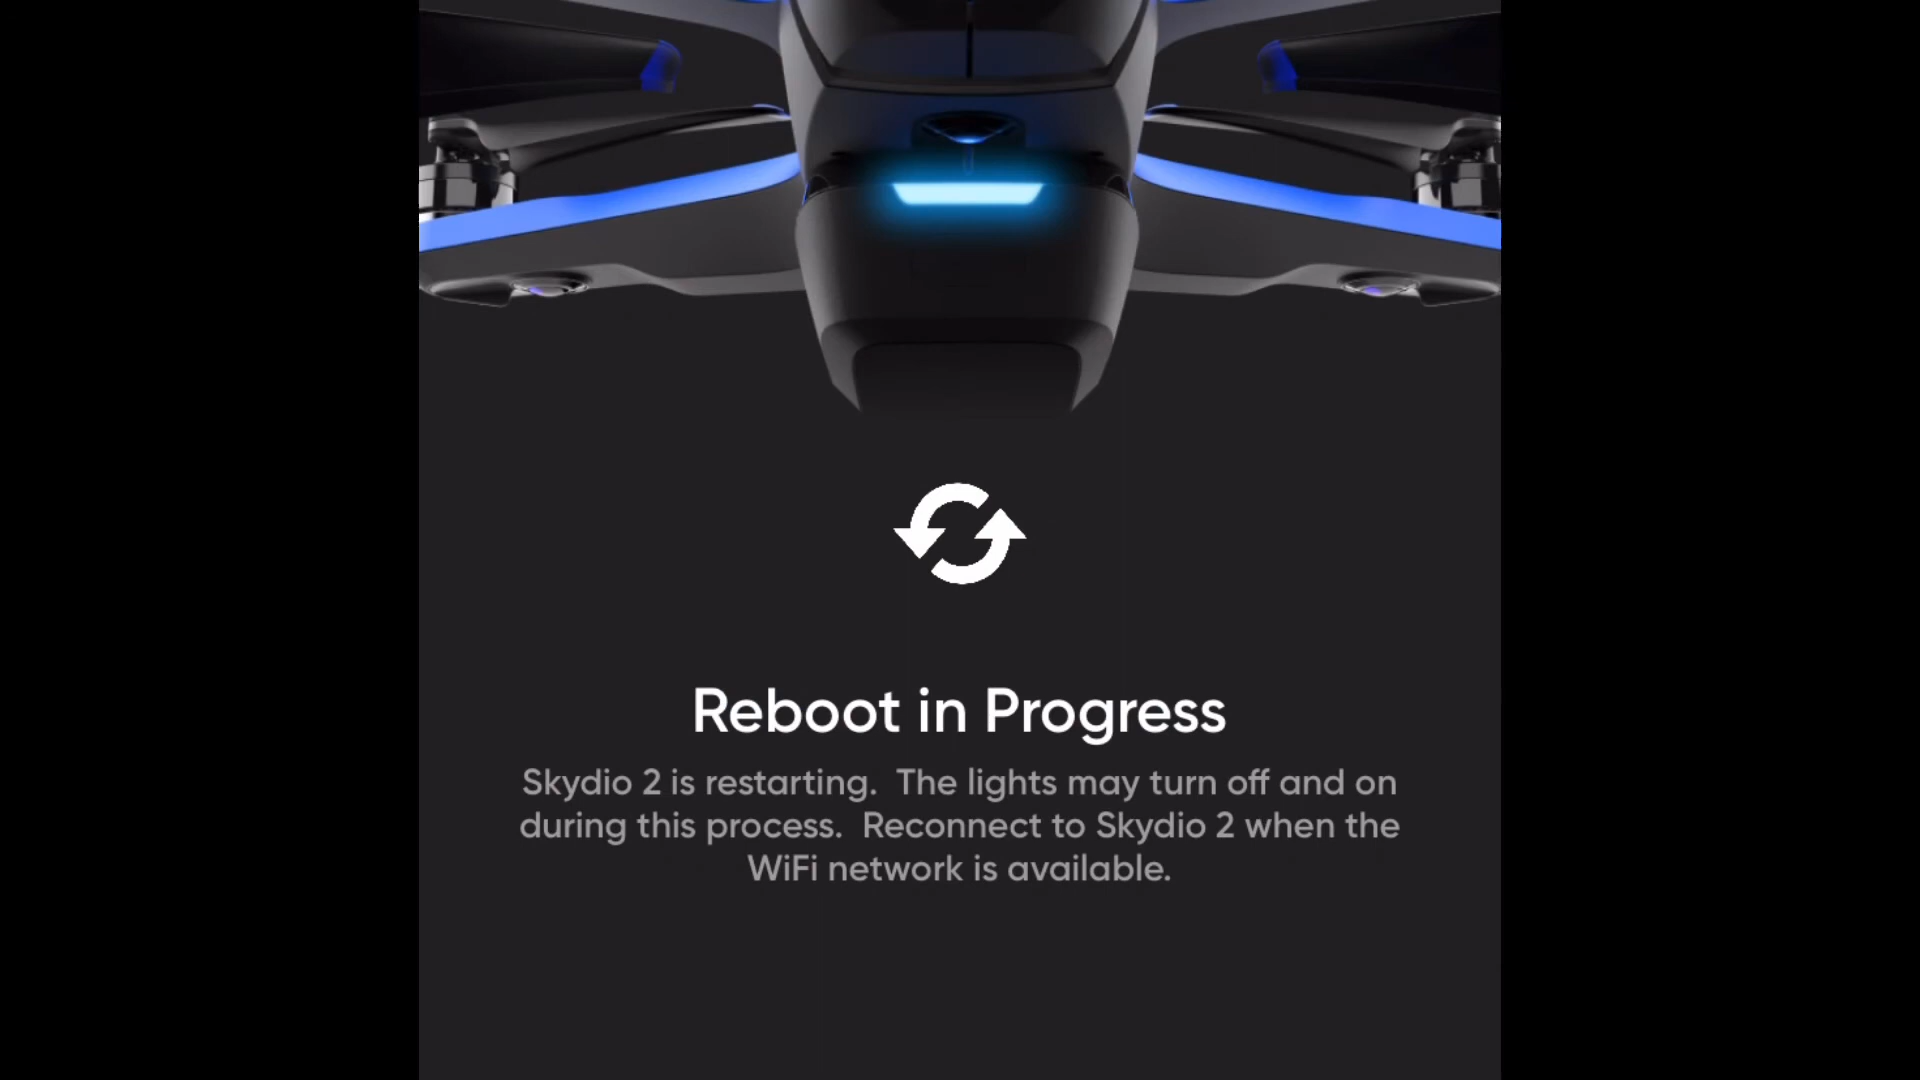 Reboot in Progress
Skydio 2 is restarting.  The lights may turn off and on
during this process.  Reconnect to Skydio 2 when the
WiFi network is available.